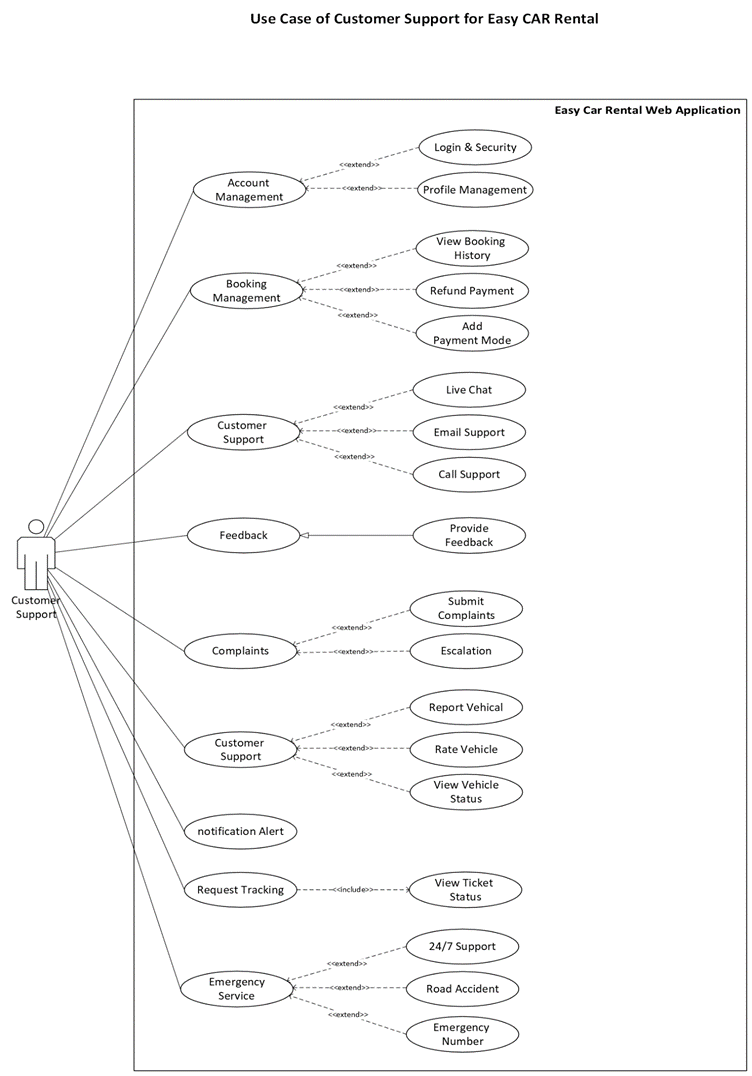 Use Case of Customer Support for Easy CAR Rental
Easy Car Rental Web Application
Login & Security
<<extend>>
Account
Management
<<extend>>
Profile Management
View Booking
History
<<extend>>
Booking
Management
<<extend>>
Refund Payment
<<extend>>
Add
Payment Mode
Live Chat
<<extend>>
Customer
Support
<<extend>>
Email Support
<<extend>>
Call Support
Feedback
Provide
Feedback
Customer
Support
Submit
Complaints
<<extend>>
Complaints
<<extend>>
Escalation
Report Vehical
<<extend>>
Customer
Support
<<extend>>
Rate Vehicle
<<extend>>
View Vehicle
Status
notification Alert
Request Tracking
<<include>>
View Ticket
Status
24/7 Support
<<extend>>
Emergency
Service
<<extend>>
Road Accident
<<extend>>
Emergency
Number